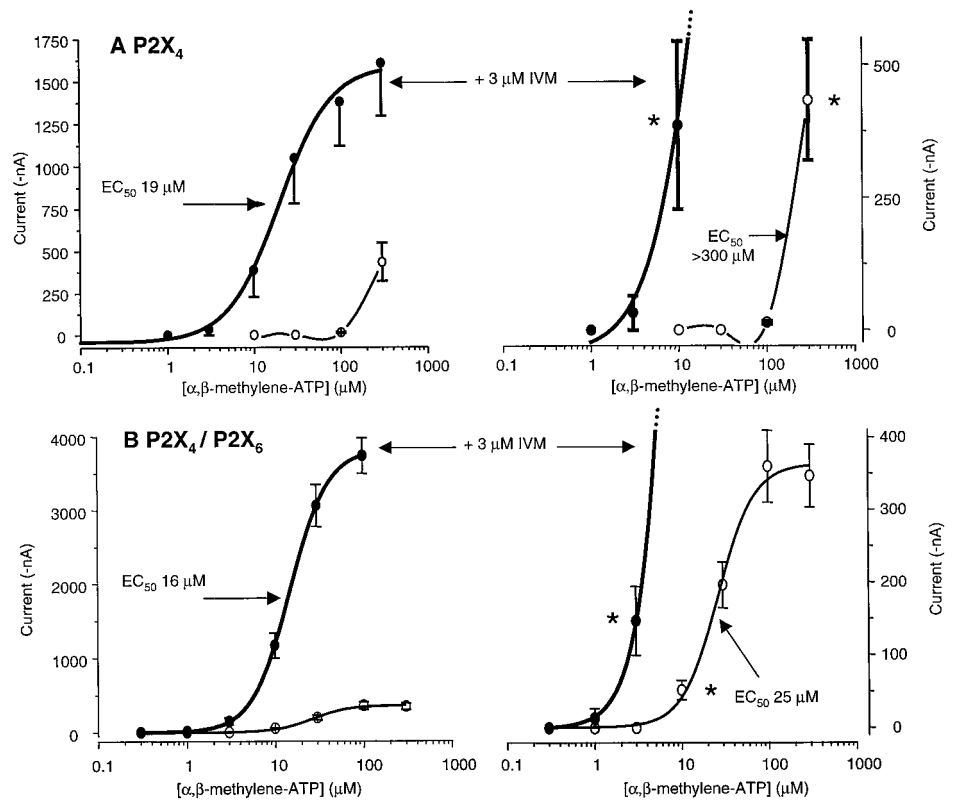 A P2X4
1750
1500
1250
1000
750
500
250
0
Current (-nA)
EC50 19 μM
+ 3 μM IVM
0.1 1 10 100 1000
[α,β-methylene-ATP] (μM)
*
*
EC50
>300 μM
500
250
0
Current (-nA)
0.1 1 10 100 1000
[α,β-methylene-ATP] (μM)
B P2X4 / P2X6
4000
3000
2000
1000
0
Current (-nA)
EC50 16 μM
+ 3 μM IVM
0.1 1 10 100 1000
[α,β-methylene-ATP] (μM)
*
*
EC50 25 μM
400
300
200
100
0
Current (-nA)
0.1 1 10 100 1000
[α,β-methylene-ATP] (μM)